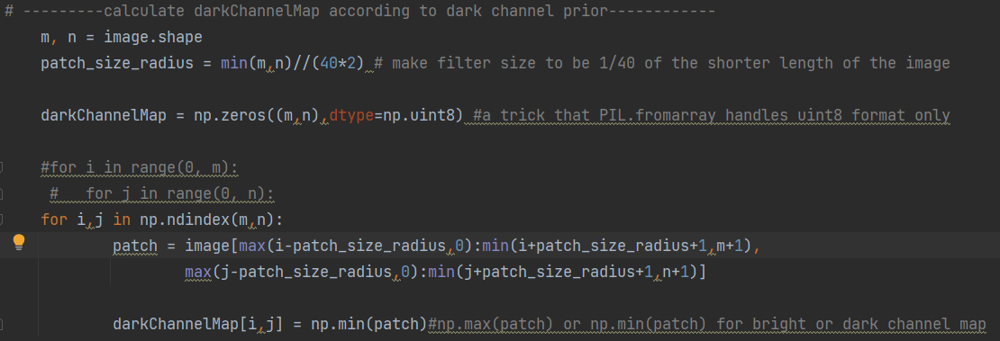 # ---------calculate darkChannelMap according to dark channel prior------------
m, n = image.shape
patch_size_radius = min(m,n)//(40*2) # make filter size to be 1/40 of the shorter length of the image
darkChannelMap = np.zeros((m,n),dtype=np.uint8) #a trick that PIL.fromarray handles uint8 format only
#for i in range(0, m):
#   for j in range(0, n):
for i,j in np.ndindex(m,n):
patch = image[max(i-patch_size_radius,0):min(i+patch_size_radius+1,m+1),
max(j-patch_size_radius,0):min(j+patch_size_radius+1,n+1)]
darkChannelMap[i,j] = np.min(patch)#np.max(patch) or np.min(patch) for bright or dark channel map